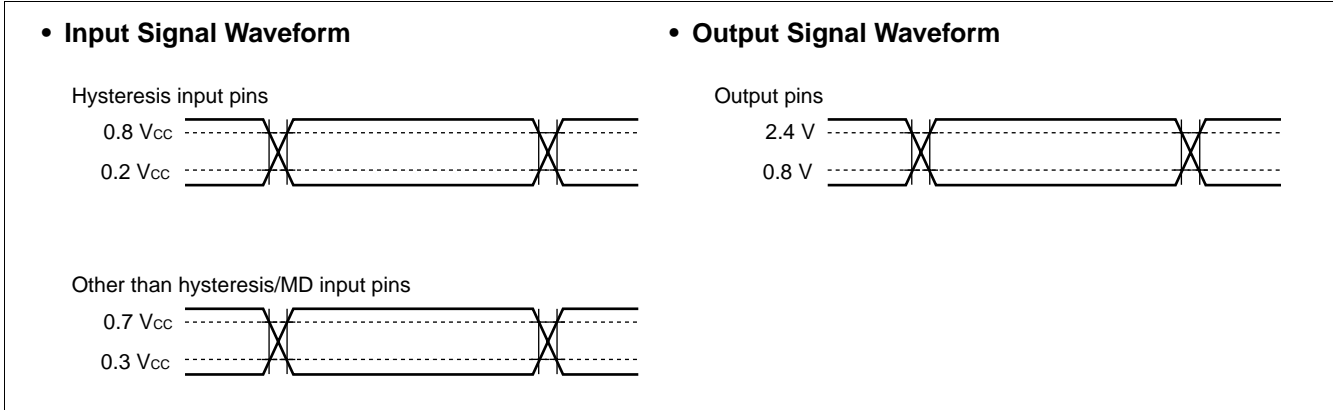 • Input Signal Waveform
Hysteresis input pins
0.8 Vcc
0.2 Vcc
Other than hysteresis/MD input pins
0.7 Vcc
0.3 Vcc
• Output Signal Waveform
Output pins
2.4 V
0.8 V